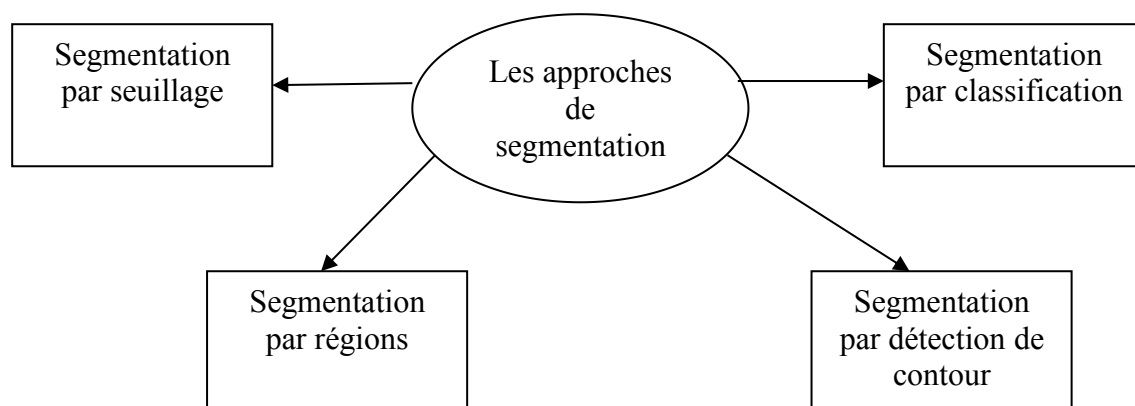 Segmentation
par seuillage
Les approches
de
segmentation
Segmentation
par classification
Segmentation
par régions
Segmentation
par détection de
contour